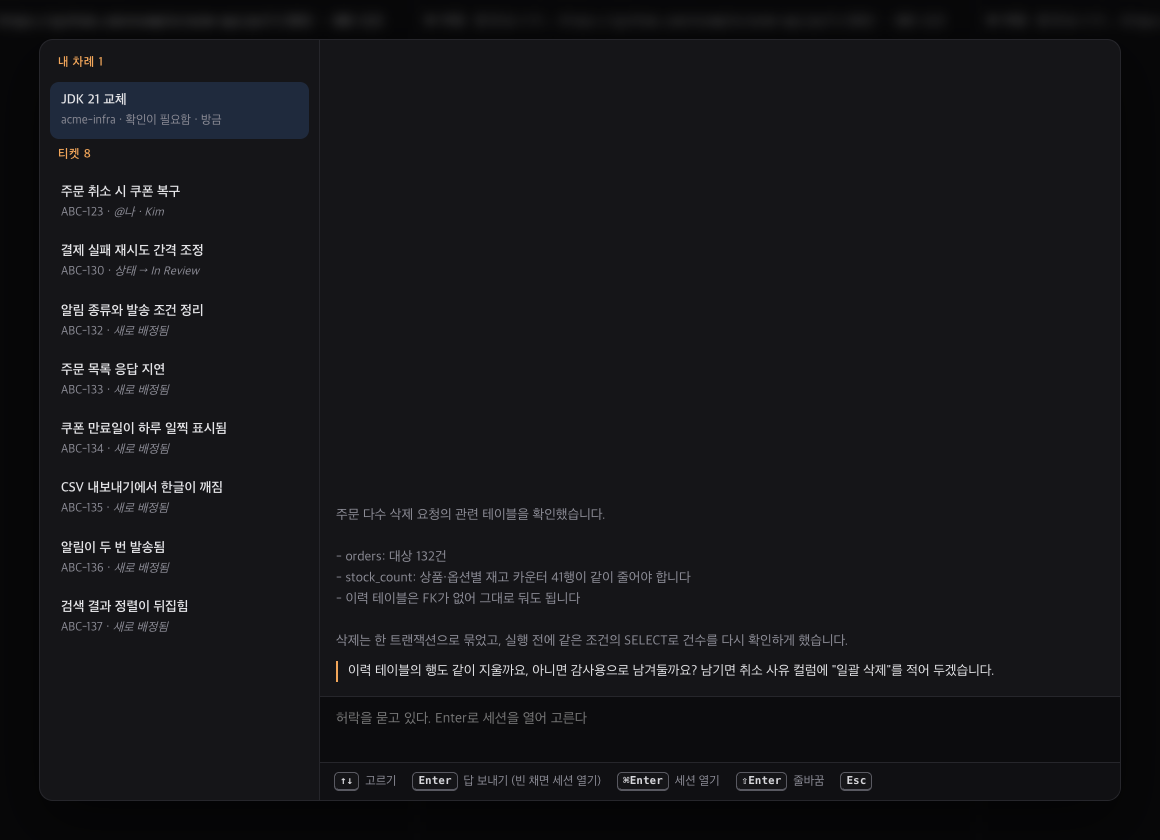 내 차례 1
JDK 21 교체
acme-infra · 확인이 필요함 · 방금
티켓 8
주문 취소 시 쿠폰 복구
ABC-123 · @나 · Kim
결제 실패 재시도 간격 조정
ABC-130 · 상태 → In Review
알림 종류와 발송 조건 정리
ABC-132 · 새로 배정됨
주문 목록 응답 지연
ABC-133 · 새로 배정됨
쿠폰 만료일이 하루 일찍 표시됨
ABC-134 · 새로 배정됨
CSV 내보내기에서 한글이 깨짐
ABC-135 · 새로 배정됨
알림이 두 번 발송됨
ABC-136 · 새로 배정됨
검색 결과 정렬이 뒤집힘
ABC-137 · 새로 배정됨
주문 다수 삭제 요청의 관련 테이블을 확인했습니다.
- orders: 대상 132건
- stock_count: 상품·옵션별 재고 카운터 41행이 같이 줄어야 합니다
- 이력 테이블은 FK가 없어 그대로 둬도 됩니다
삭제는 한 트랜잭션으로 묶었고, 실행 전에 같은 조건의 SELECT로 건수를 다시 확인하게 했습니다.
이력 테이블의 행도 같이 지울까요, 아니면 감사용으로 남겨둘까요? 남기면 취소 사유 컬럼에 "일괄 삭제"를 적어 두겠습니다.
허락을 묻고 있다. Enter로 세션을 열어 고른다
↑↓ 고르기 Enter 답 보내기 (빈 채면 세션 열기) ⌘Enter 세션 열기 ⇧Enter 줄바꿈 Esc